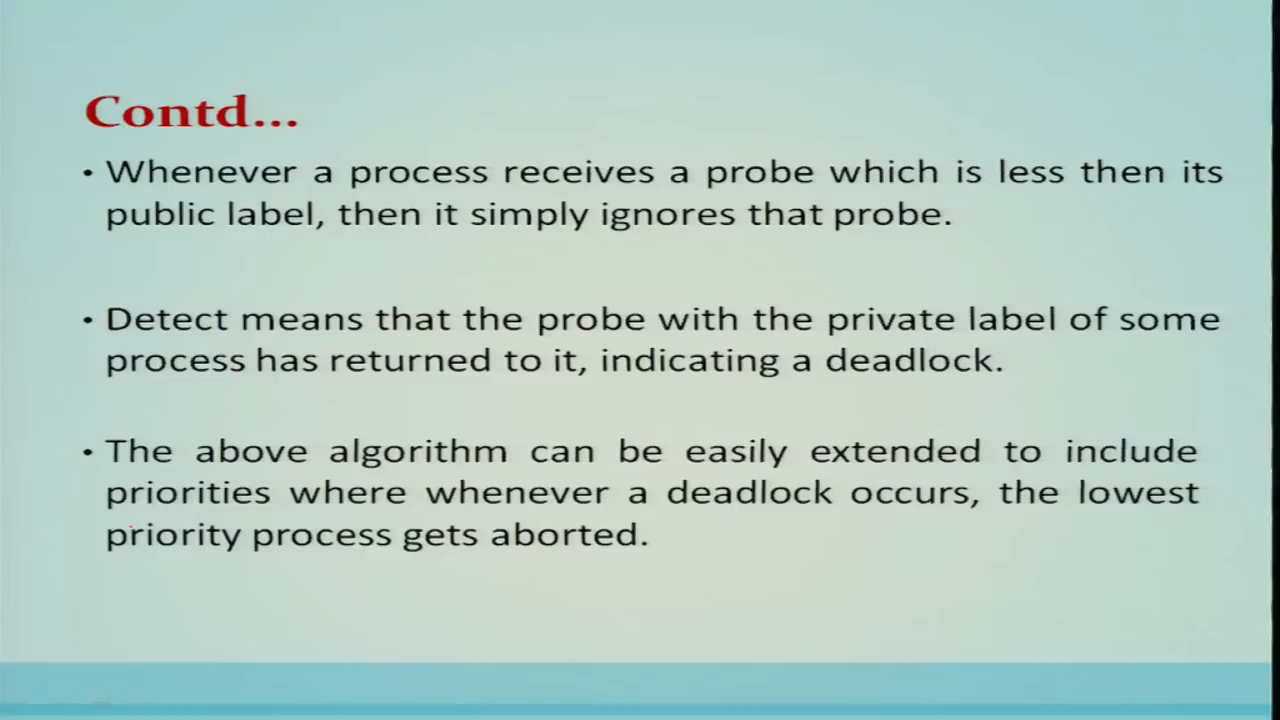 Contd...
• Whenever a process receives a probe which is less then its
public label, then it simply ignores that probe.
• Detect means that the probe with the private label of some
process has returned to it, indicating a deadlock.
• The above algorithm can be easily extended to include
priorities where whenever a deadlock occurs, the lowest
priority process gets aborted.